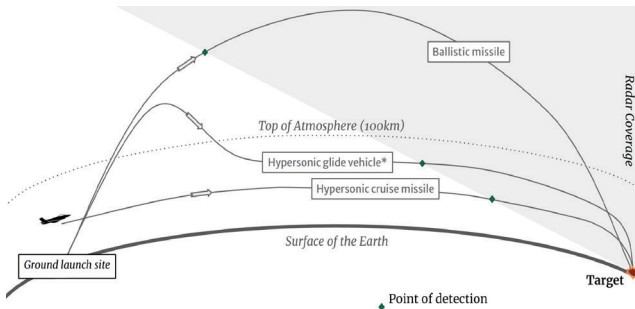 Ballistic missile
Radar Coverage
Top of Atmosphere (100km)
Hypersonic glide vehicle*
Hypersonic cruise missile
Surface of the Earth
Ground launch site
Target
Point of detection